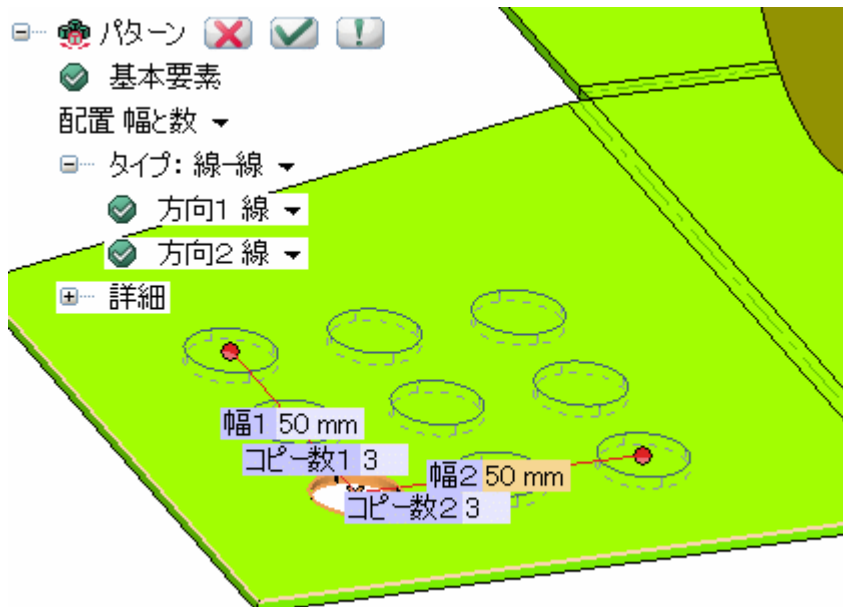 パターン
基本要素
配置 幅と数
タイプ: 線-線
方向1 線
方向2 線
詳細
幅1 50 mm
コピー数1 3
幅2 50 mm
コピー数2 3